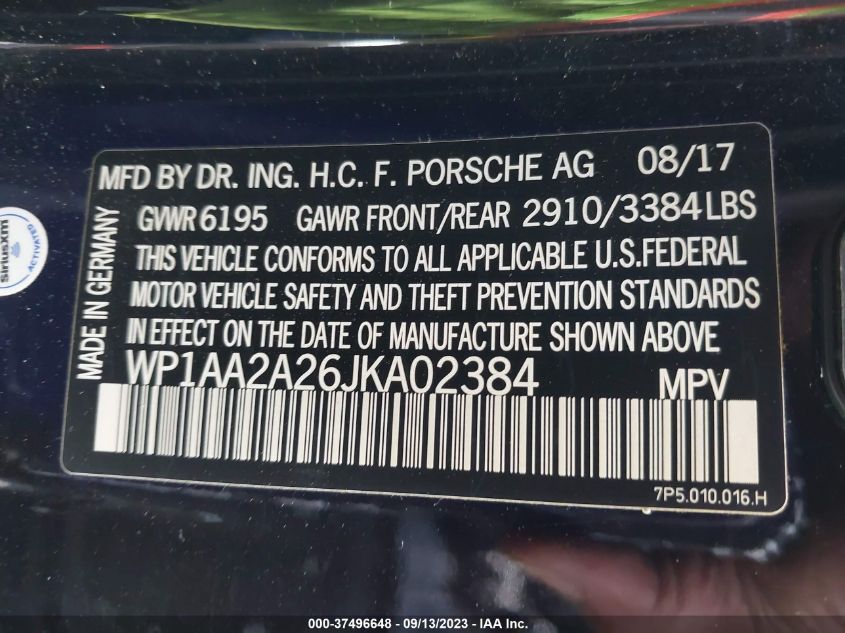 MFD BY DR. ING. H.C. F. PORSCHE AG 08/17
GVWR 6195 GAWR FRONT/REAR 2910/3384 LBS
THIS VEHICLE CONFORMS TO ALL APPLICABLE U.S.FEDERAL
MOTOR VEHICLE SAFETY AND THEFT PREVENTION STANDARDS
IN EFFECT ON THE DATE OF MANUFACTURE SHOWN ABOVE.
WP1AA2A26JKA02384 MPV
7P5.010.016.H
MADE IN GERMANY
siriusxm
ACTIVATED
000-37496648 - 09/13/2023 - IAA Inc.